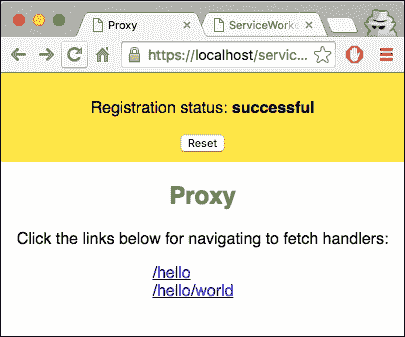 Proxy
ServiceWork
https://localhost/servic...
Registration status: successful
Reset
Proxy
Click the links below for navigating to fetch handlers:
/hello
/hello/world